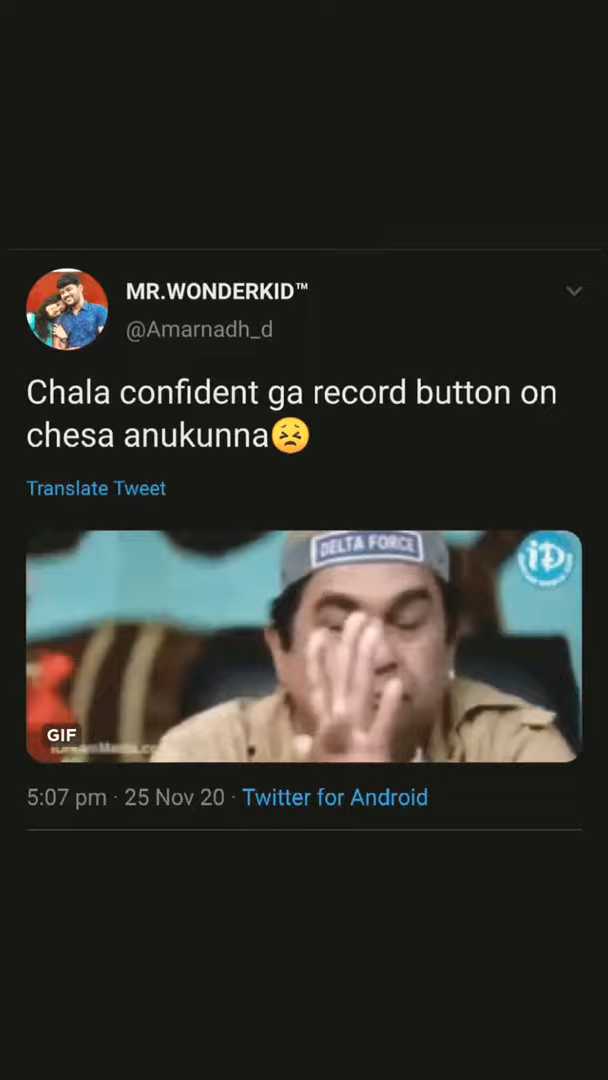 MR.WONDERKID™
@Amarnadh_d
Chala confident ga record button on
chesa anukunna😣
Translate Tweet
DELTA FORCE
iD
GIF
5:07 pm · 25 Nov 20 · Twitter for Android